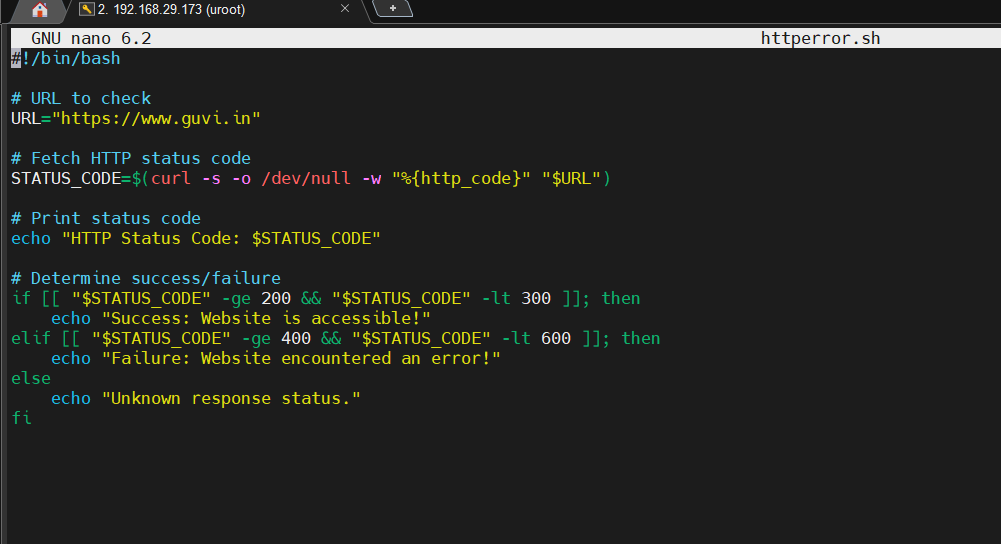 2. 192.168.29.173 (uroot)
GNU nano 6.2 httperror.sh
#!/bin/bash
# URL to check
URL="https://www.guvi.in"
# Fetch HTTP status code
STATUS_CODE=$(curl -s -o /dev/null -w "%{http_code}" "$URL")
# Print status code
echo "HTTP Status Code: $STATUS_CODE"
# Determine success/failure
if [[ "$STATUS_CODE" -ge 200 && "$STATUS_CODE" -lt 300 ]]; then
    echo "Success: Website is accessible!"
elif [[ "$STATUS_CODE" -ge 400 && "$STATUS_CODE" -lt 600 ]]; then
    echo "Failure: Website encountered an error!"
else
    echo "Unknown response status."
fi